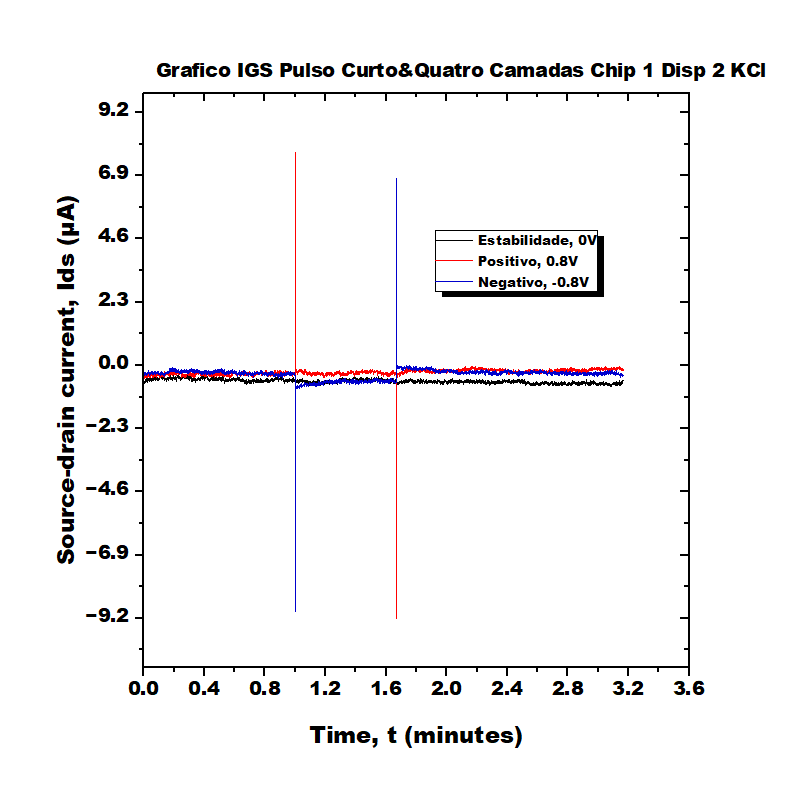 Grafico IGS Pulso Curto&Quatro Camadas Chip 1 Disp 2 KCl
9.2
6.9
4.6
2.3
0.0
−2.3
−4.6
−6.9
−9.2
Source-drain current, Ids (µA)
Estabilidade, 0V
Positivo, 0.8V
Negativo, -0.8V
0.0 0.4 0.8 1.2 1.6 2.0 2.4 2.8 3.2 3.6
Time, t (minutes)